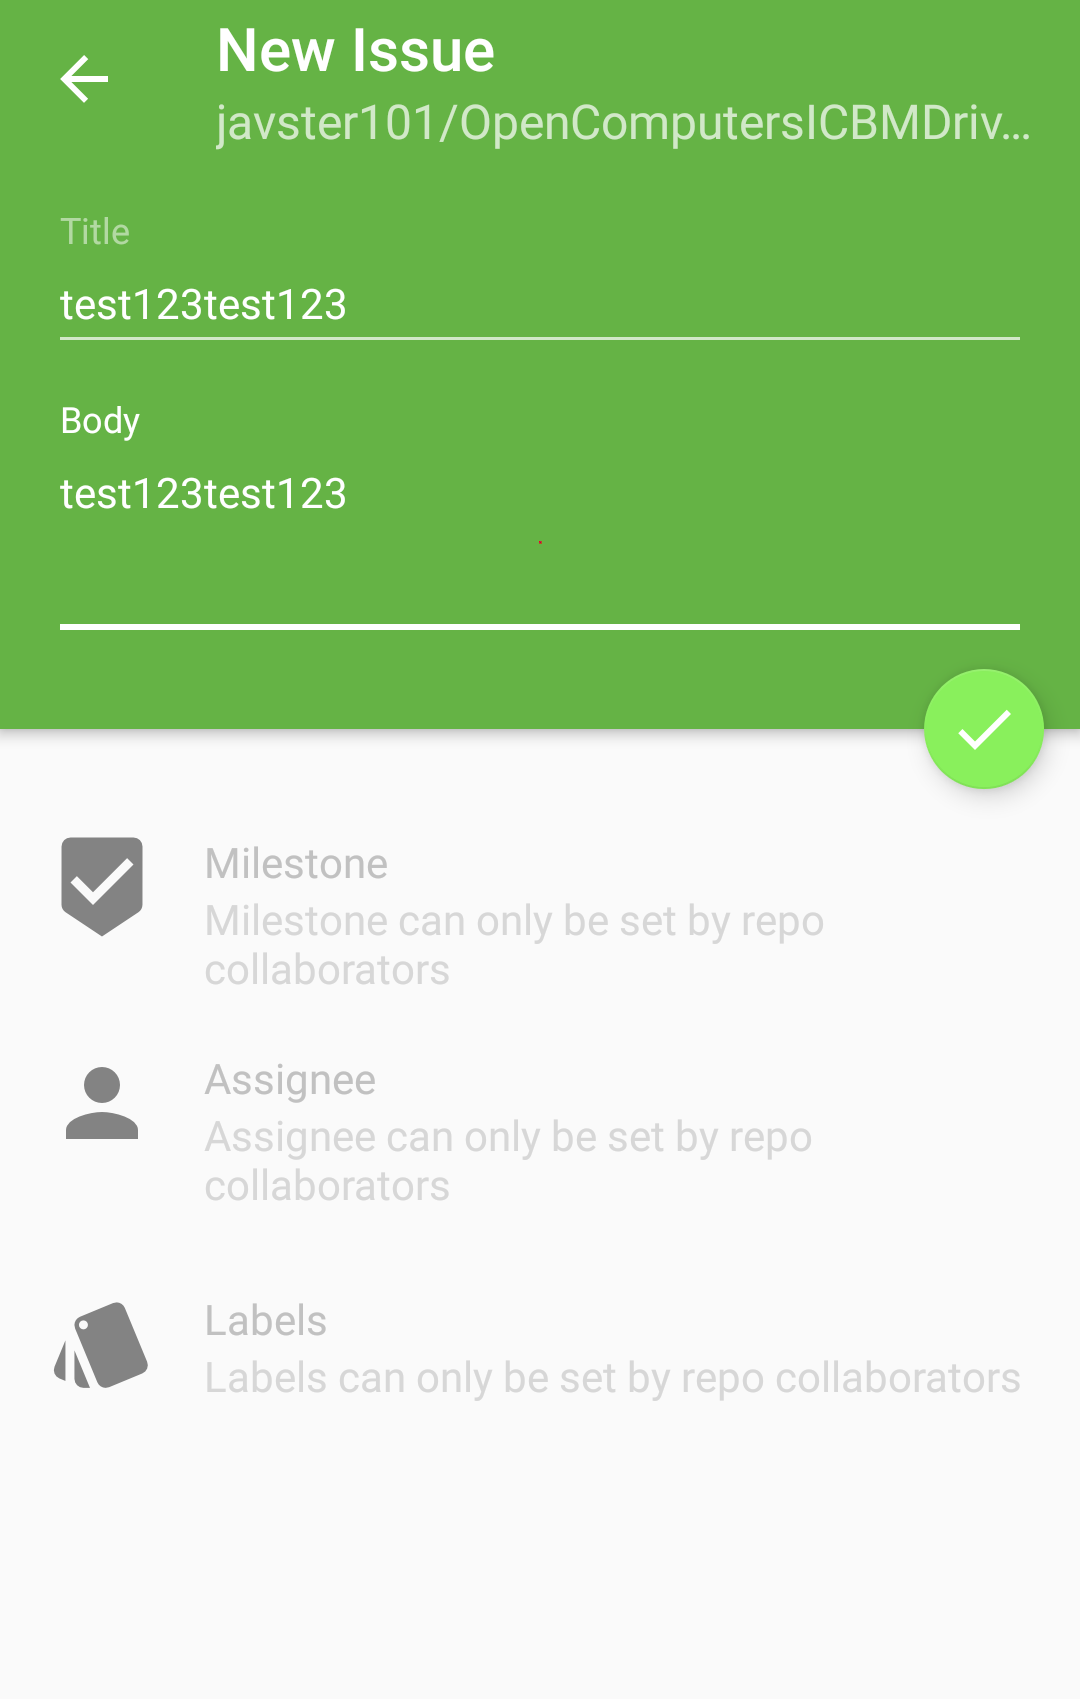 New Issue
javster101/OpenComputersICBMDriv...
Title
test123test123
Body
test123test123
Milestone
Milestone can only be set by repo
collaborators
Assignee
Assignee can only be set by repo
collaborators
Labels
Labels can only be set by repo collaborators